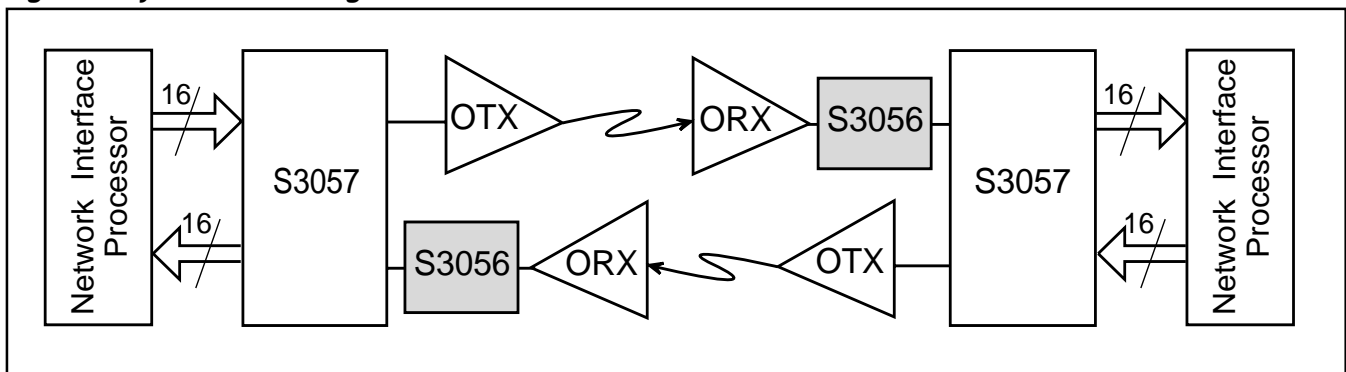 Network Interface
Processor
16
16
S3057
OTX
ORX
S3056
S3056
ORX
OTX
S3057
16
16
Network Interface
Processor